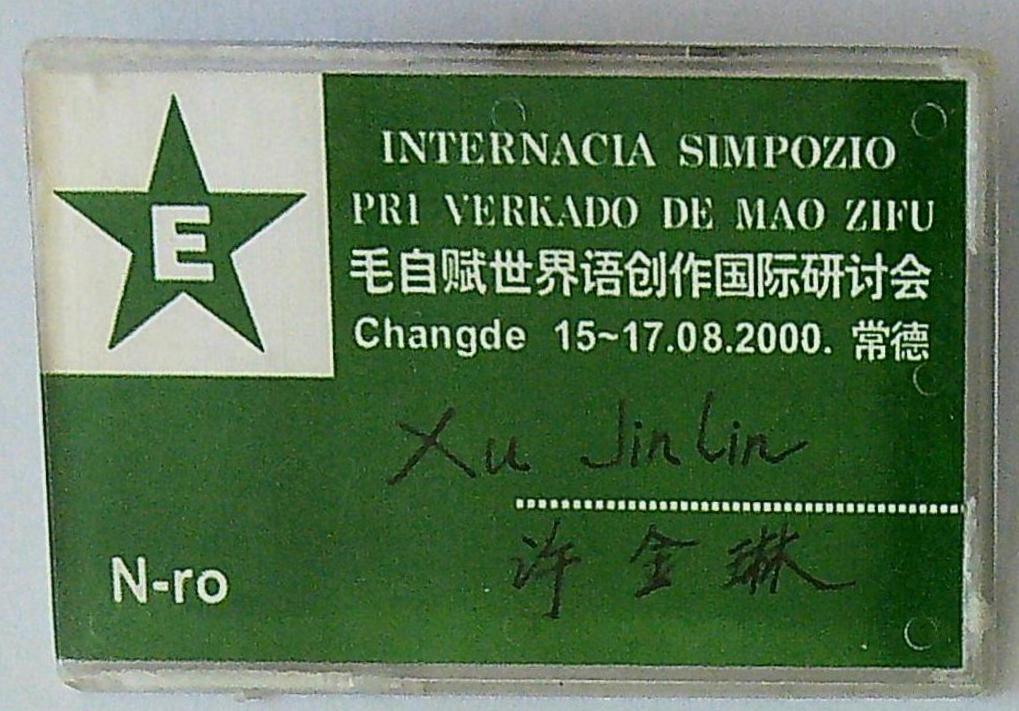 E
INTERNACIA SIMPOZIO
PRI VERKADO DE MAO ZIFU
毛自赋世界语创作国际研讨会
Changde 15~17.08.2000. 常德
Xu Jinlin
许金琳
N-ro